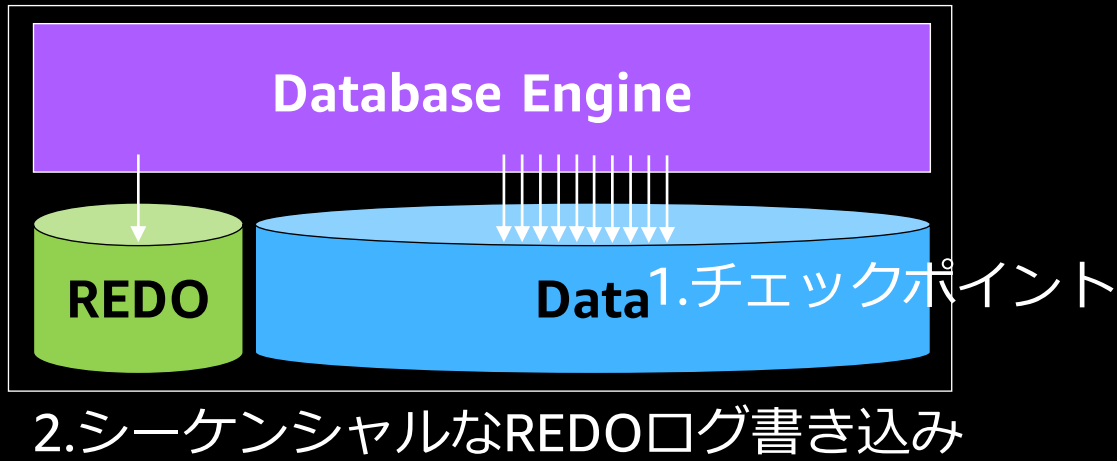 Database Engine
REDO
Data
1.チェックポイント
2.シーケンシャルなREDOログ書き込み